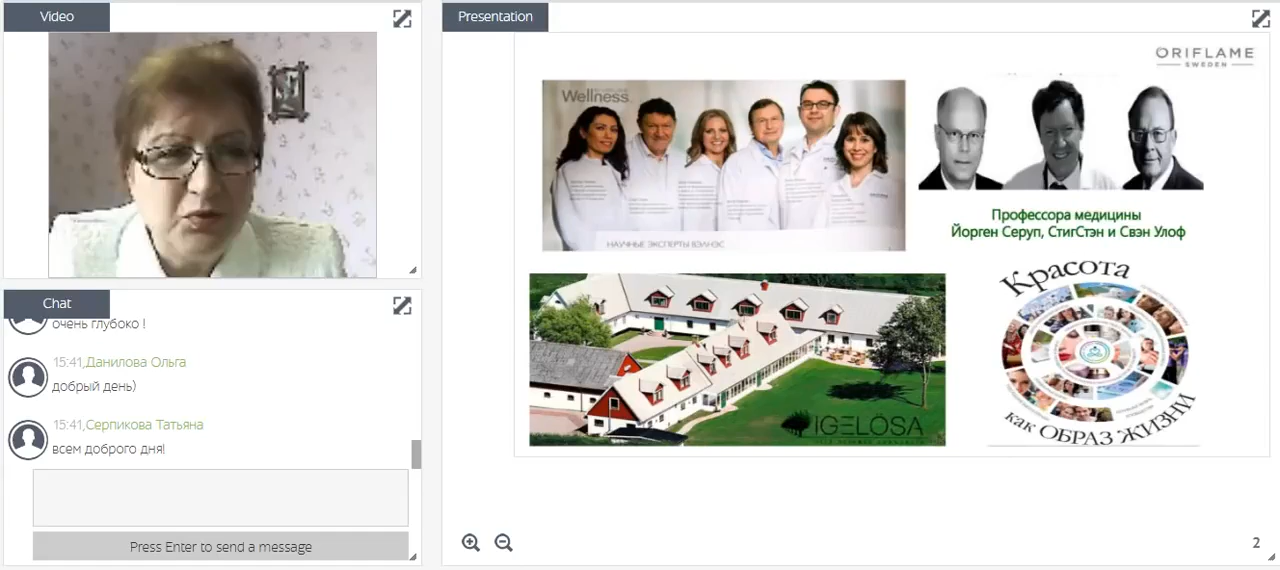 Video
Chat
очень глубоко !
15:41,Данилова Ольга
добрый день)
15:41,Серпикова Татьяна
всем доброго дня!
Press Enter to send a message
Presentation
ORIFLAME
SWEDEN
Wellness
НАУЧНЫЕ ЭКСПЕРТЫ ВЭЛНЭС
Профессора медицины
Йорген Серуп, СтигСтэн и Свэн Улоф
IGELÖSA
Красота
как ОБРАЗ ЖИЗНИ
2